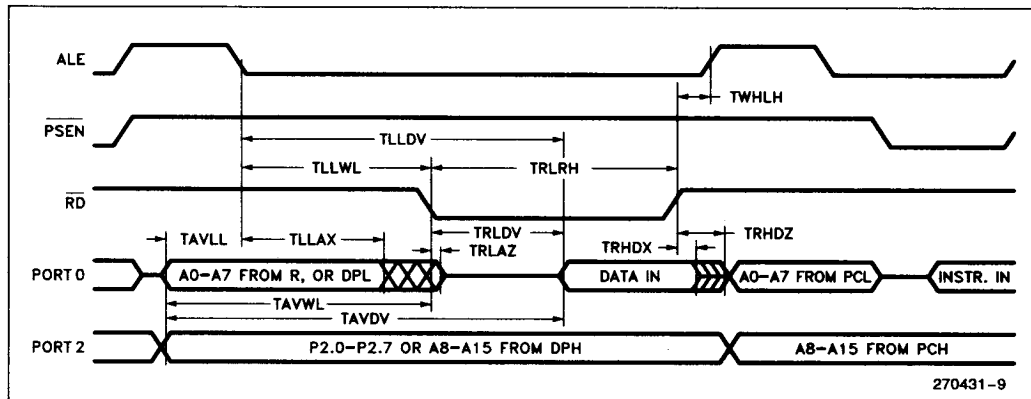 ALE
TWHLH
PSEN
TLLDV
TLLWL
TRLRH
RD
TAVLL
TLLAX
TRLDV
TRLAZ
TRHDX
TRHDZ
PORT 0
A0-A7 FROM R, OR DPL
DATA IN
A0-A7 FROM PCL
INSTR. IN
TAVWL
TAVDV
PORT 2
P2.0-P2.7 OR A8-A15 FROM DPH
A8-A15 FROM PCH
270431-9